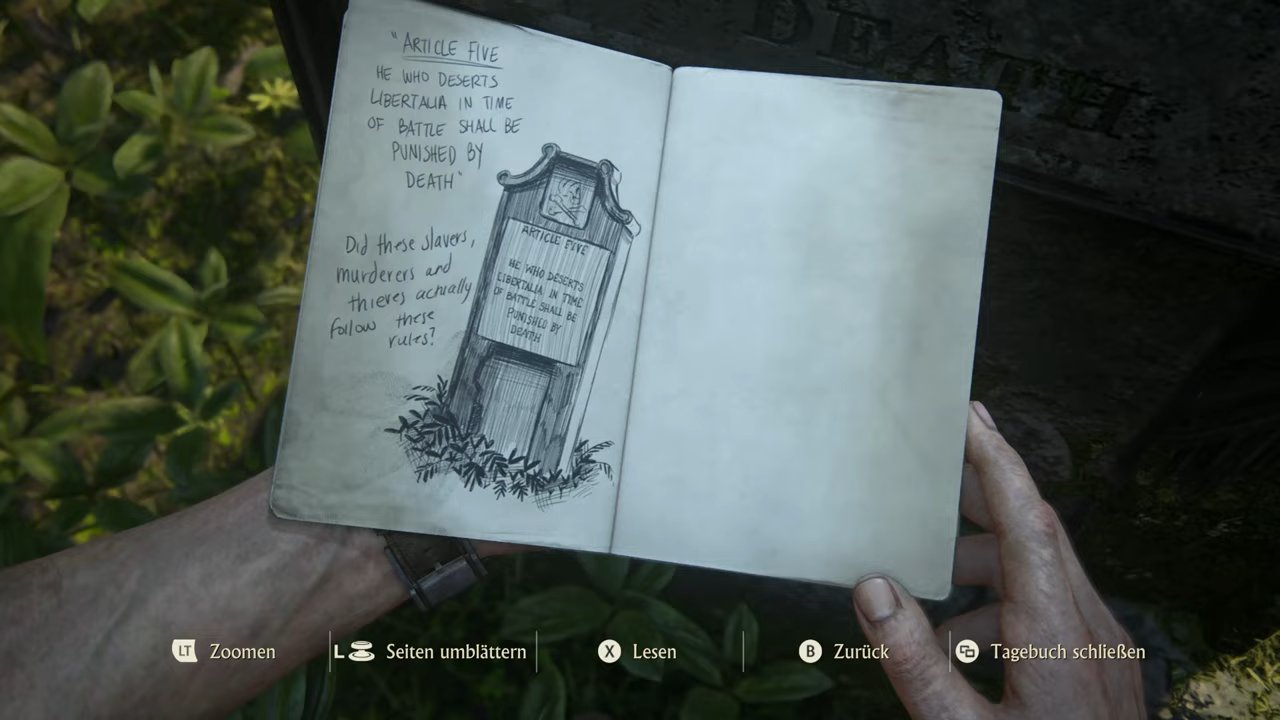 DEATH
"ARTICLE FIVE
HE WHO DESERTS
LIBERTALIA IN TIME
OF BATTLE SHALL BE
PUNISHED BY
DEATH"
Did these slavers,
murderers and
thieves actually
follow these
rules?
ARTICLE FIVE
HE WHO DESERTS
LIBERTALIA IN TIME
OF BATTLE SHALL BE
PUNISHED BY
DEATH
LT Zoomen
L Seiten umblättern
X Lesen
B Zurück
Tagebuch schließen